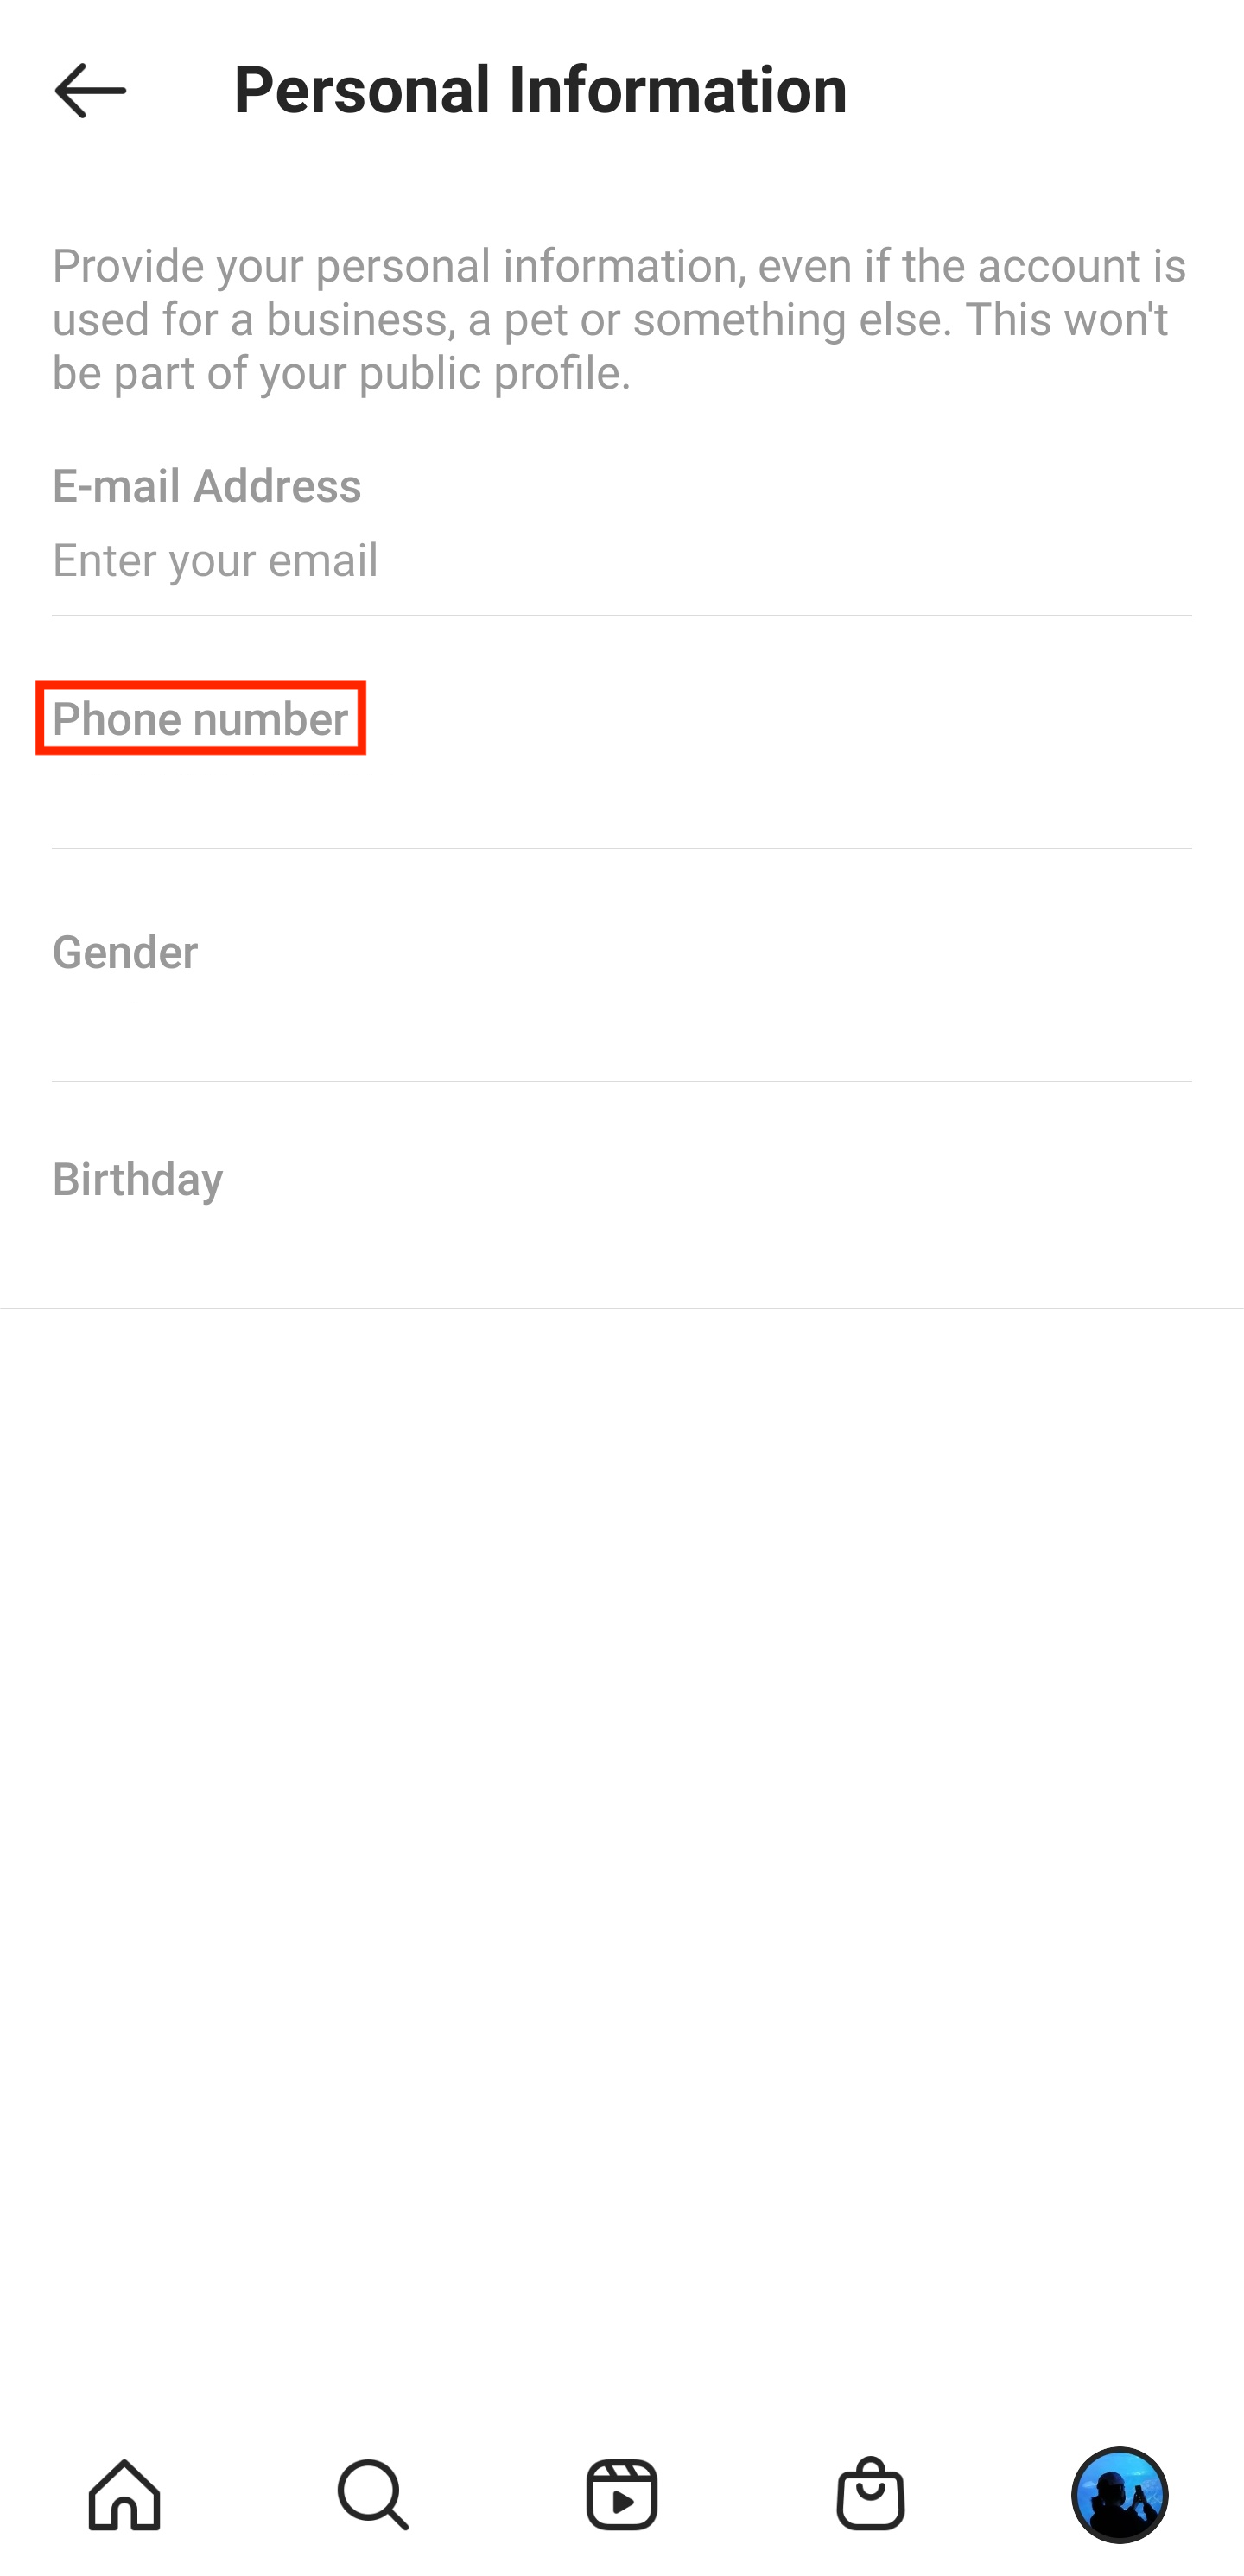 Personal Information
Provide your personal information, even if the account is
used for a business, a pet or something else. This won't
be part of your public profile.
E-mail Address
Enter your email
Phone number
Gender
Birthday